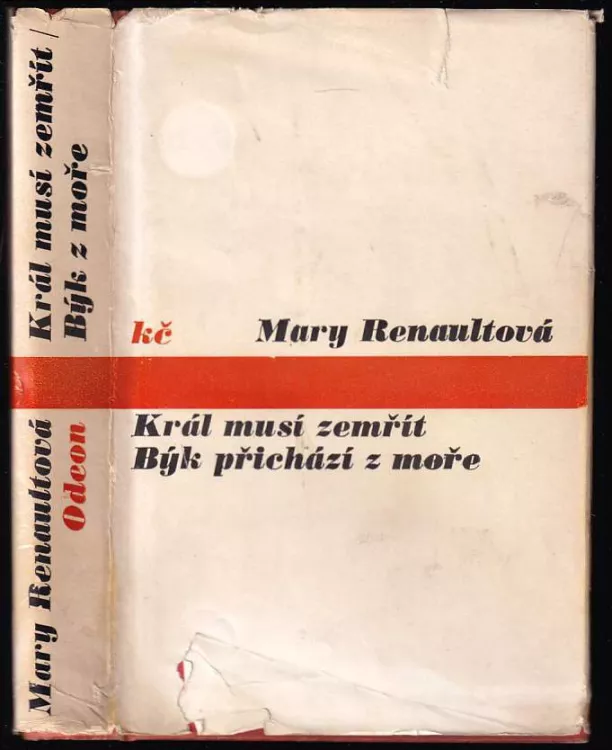 Mary Renaultová
Král musí zemřít |
Odeon
Býk z moře
kč
Mary Renaultová
Král musí zemřít
Býk přichází z moře